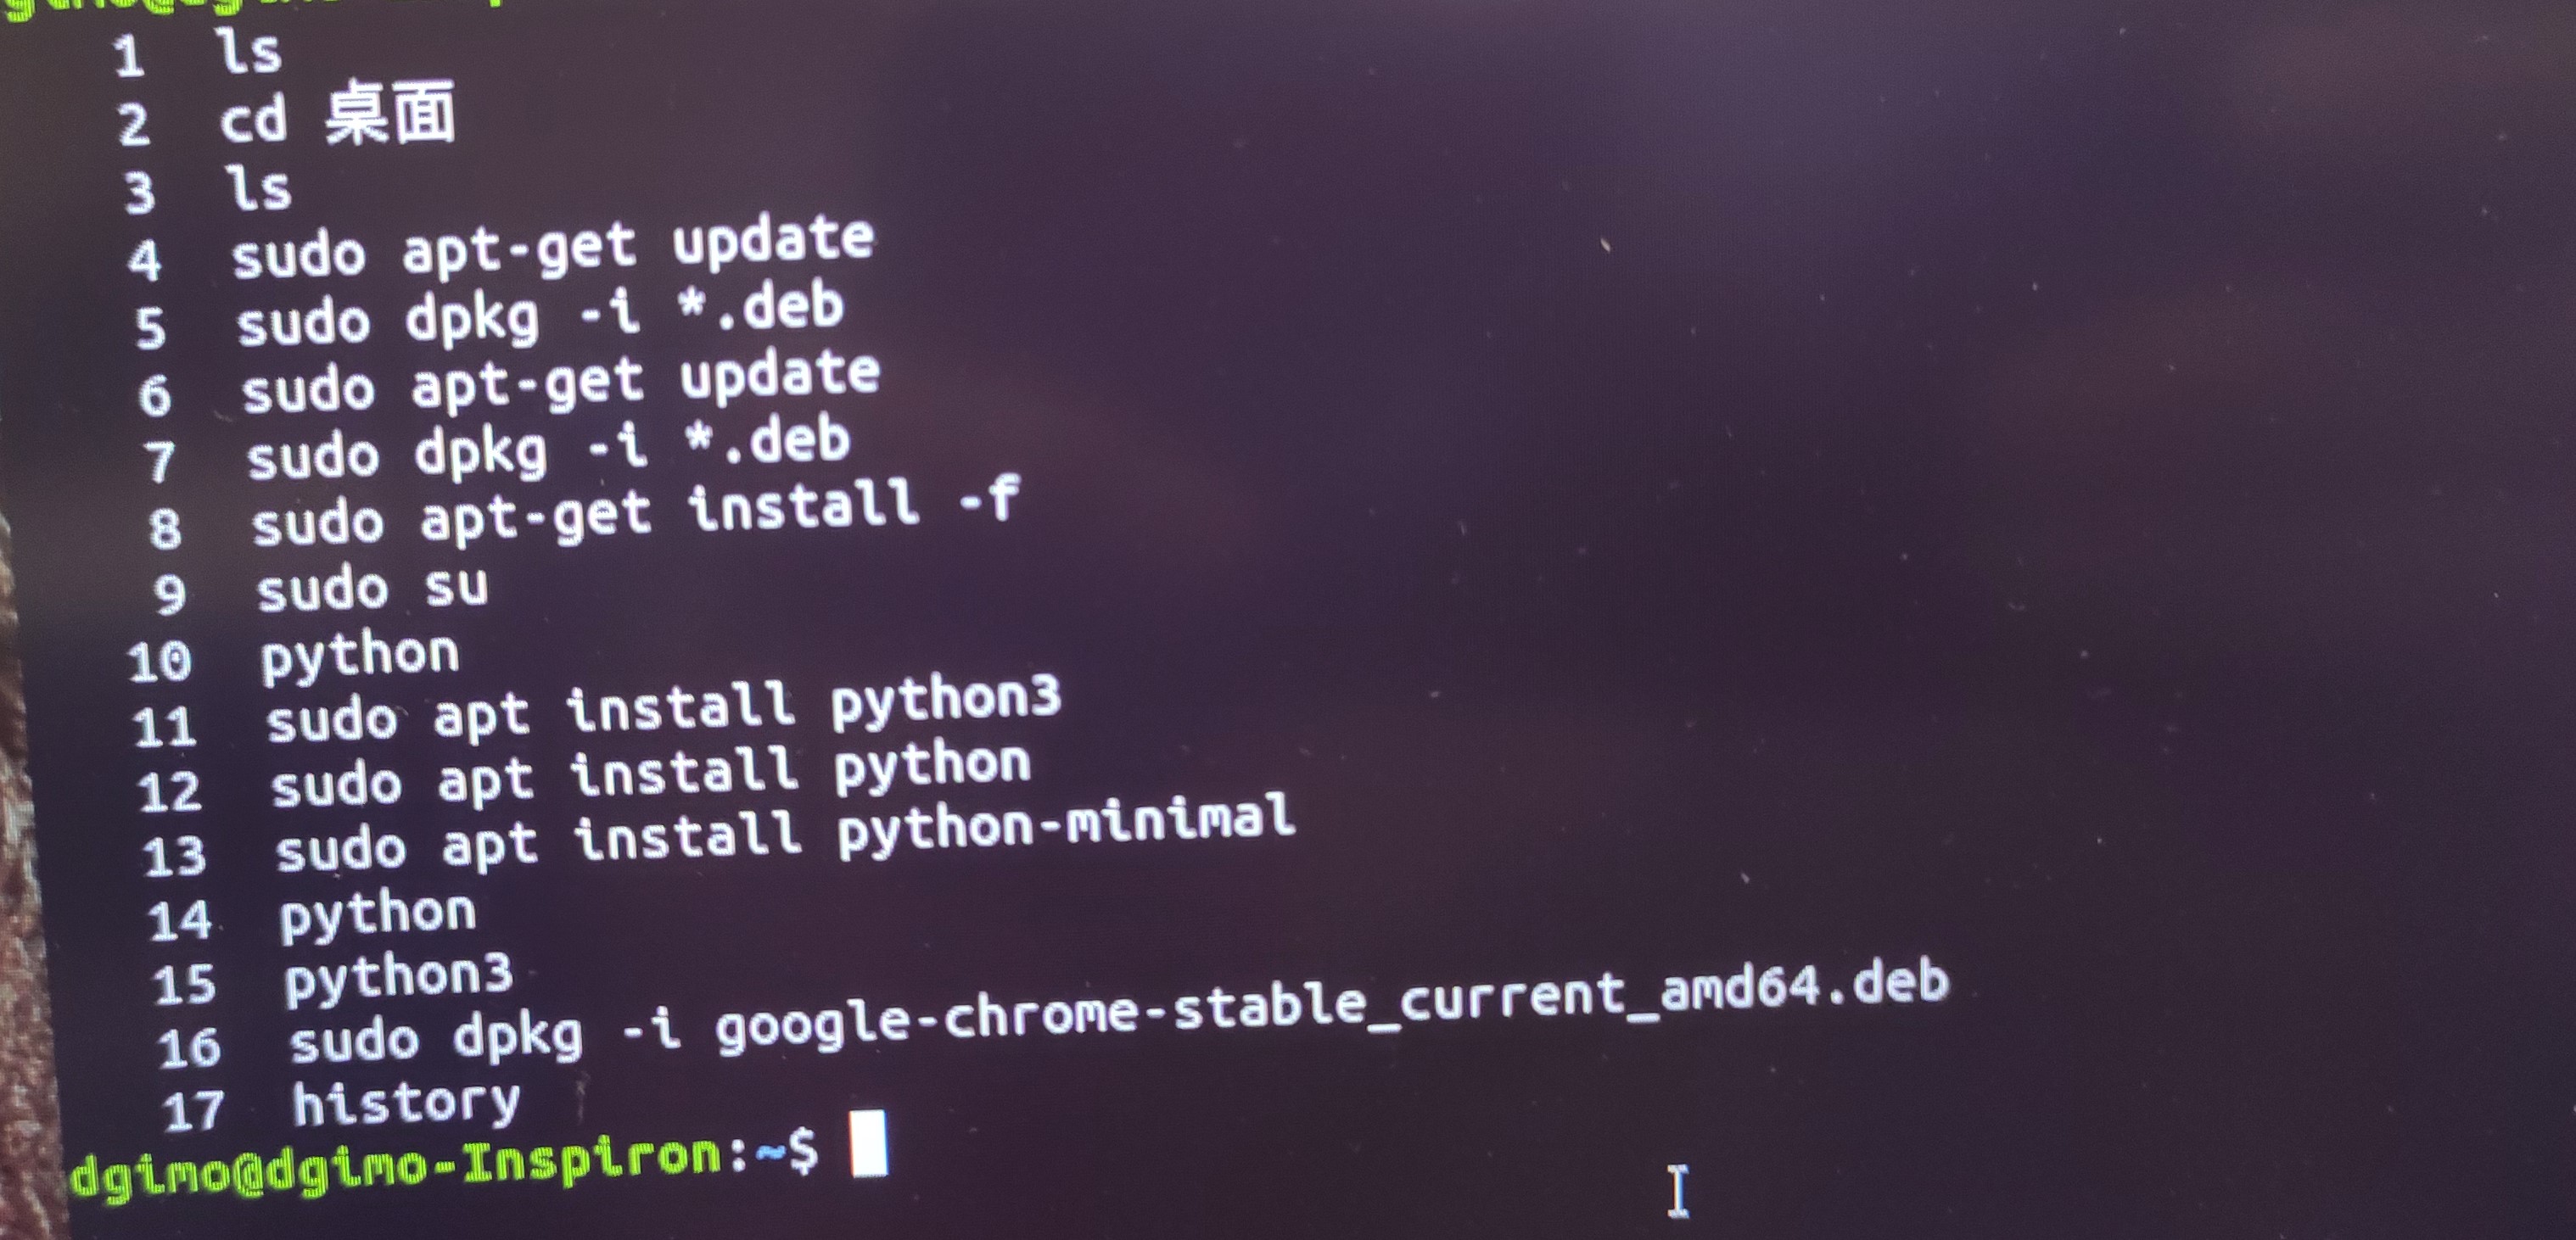 1 ls
2 cd 桌面
3 ls
4 sudo apt-get update
5 sudo dpkg -i *.deb
6 sudo apt-get update
7 sudo dpkg -i *.deb
8 sudo apt-get install -f
9 sudo su
10 python
11 sudo apt install python3
12 sudo apt install python
13 sudo apt install python-minimal
14 python
15 python3
16 sudo dpkg -i google-chrome-stable_current_amd64.deb
17 history
dgimo@dgimo-Inspiron:~$